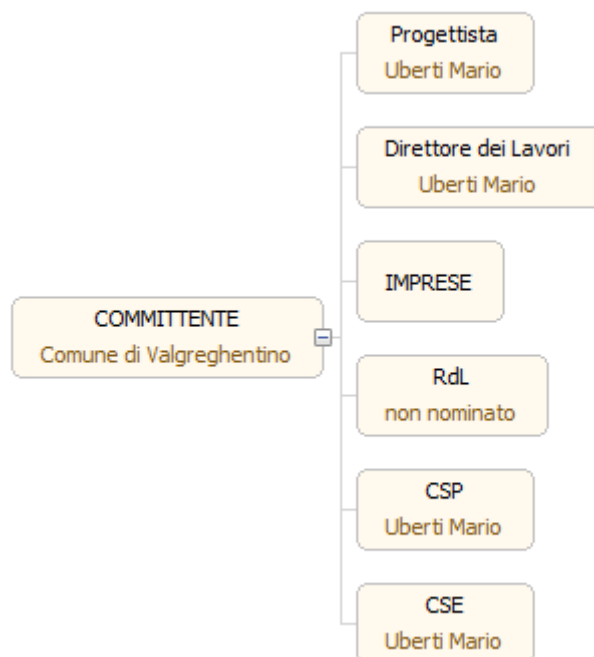 Progettista
Uberti Mario
Direttore dei Lavori
Uberti Mario
IMPRESE
COMMITTENTE
Comune di Valgreghentino
RdL
non nominato
CSP
Uberti Mario
CSE
Uberti Mario